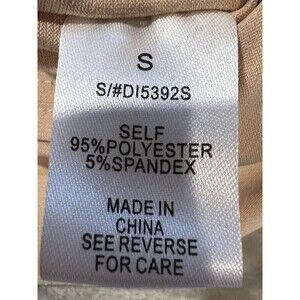 S
S/#DI5392S
SELF
95%POLYESTER
5%SPANDEX
MADE IN
CHINA
SEE REVERSE
FOR CARE